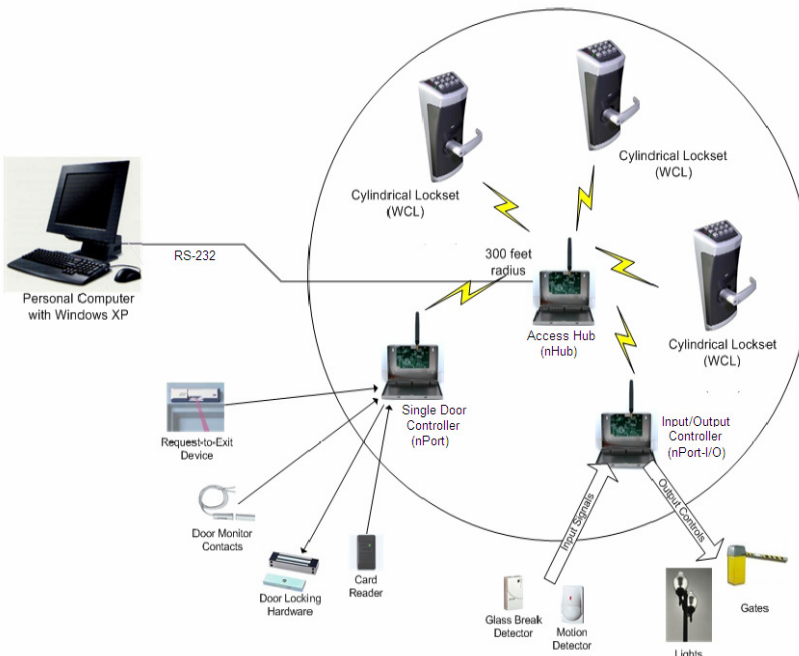 Cylindrical Lockset
(WCL)
Cylindrical Lockset
(WCL)
RS-232
300 feet
radius
Personal Computer
with Windows XP
Access Hub
(nHub)
Cylindrical Lockset
(WCL)
Single Door
Controller
(nPort)
Input/Output
Controller
(nPort-I/O)
Request-to-Exit
Device
Door Monitor
Contacts
Door Locking
Hardware
Card
Reader
Input Signals
Output Controls
Glass Break
Detector
Motion
Detector
Lights
Gates